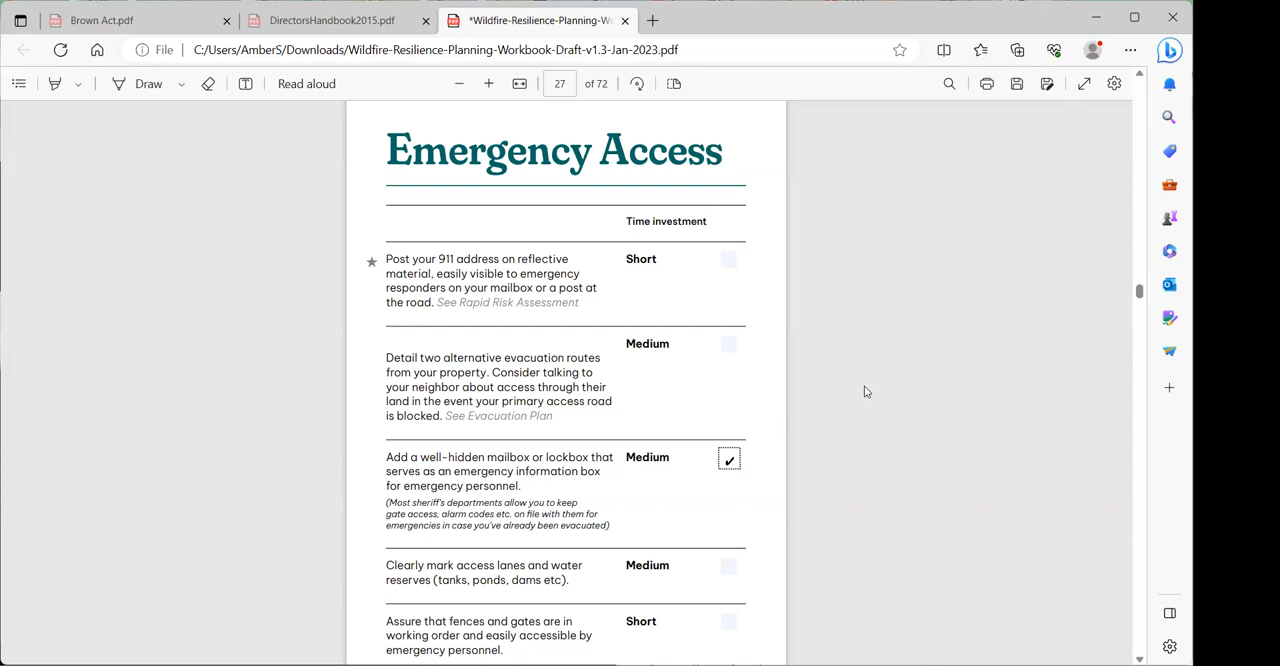 Brown Act.pdf
DirectorsHandbook2015.pdf
*Wildfire-Resilience-Planning-Wo
File
C:/Users/AmberS/Downloads/Wildfire-Resilience-Planning-Workbook-Draft-v1.3-Jan-2023.pdf
Draw
Read aloud
27 of 72
Emergency Access
Time investment
Post your 911 address on reflective
material, easily visible to emergency
responders on your mailbox or a post at
the road. See Rapid Risk Assessment
Short
Detail two alternative evacuation routes
from your property. Consider talking to
your neighbor about access through their
land in the event your primary access road
is blocked. See Evacuation Plan
Medium
Add a well-hidden mailbox or lockbox that
serves as an emergency information box
for emergency personnel.
(Most sheriff's departments allow you to keep
gate access, alarm codes etc. on file with them for
emergencies in case you've already been evacuated)
Medium
Clearly mark access lanes and water
reserves (tanks, ponds, dams etc).
Medium
Assure that fences and gates are in
working order and easily accessible by
emergency personnel.
Short